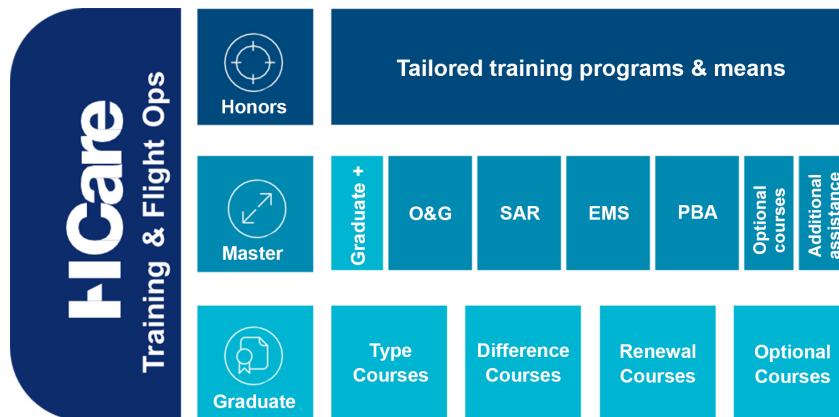 HCare
Training & Flight Ops
Honors
Tailored training programs & means
Master
Graduate +
O&G
SAR
EMS
PBA
Optional
courses
Additional
assistance
Graduate
Type
Courses
Difference
Courses
Renewal
Courses
Optional
Courses